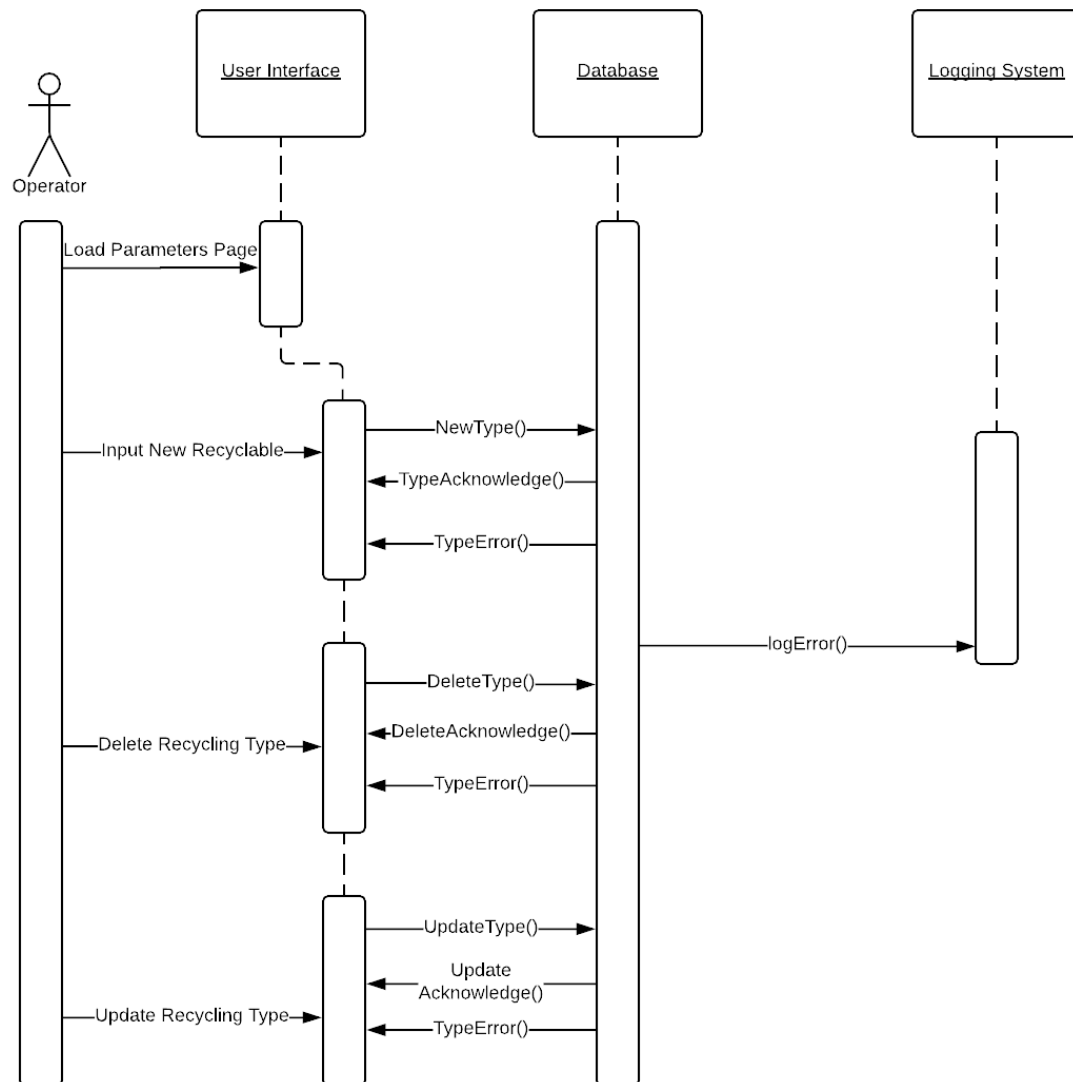 User Interface
Database
Logging System
Operator
Load Parameters Page
NewType()
Input New Recyclable
TypeAcknowledge()
TypeError()
logError()
DeleteType()
DeleteAcknowledge()
Delete Recycling Type
TypeError()
UpdateType()
Update
Acknowledge()
Update Recycling Type
TypeError()